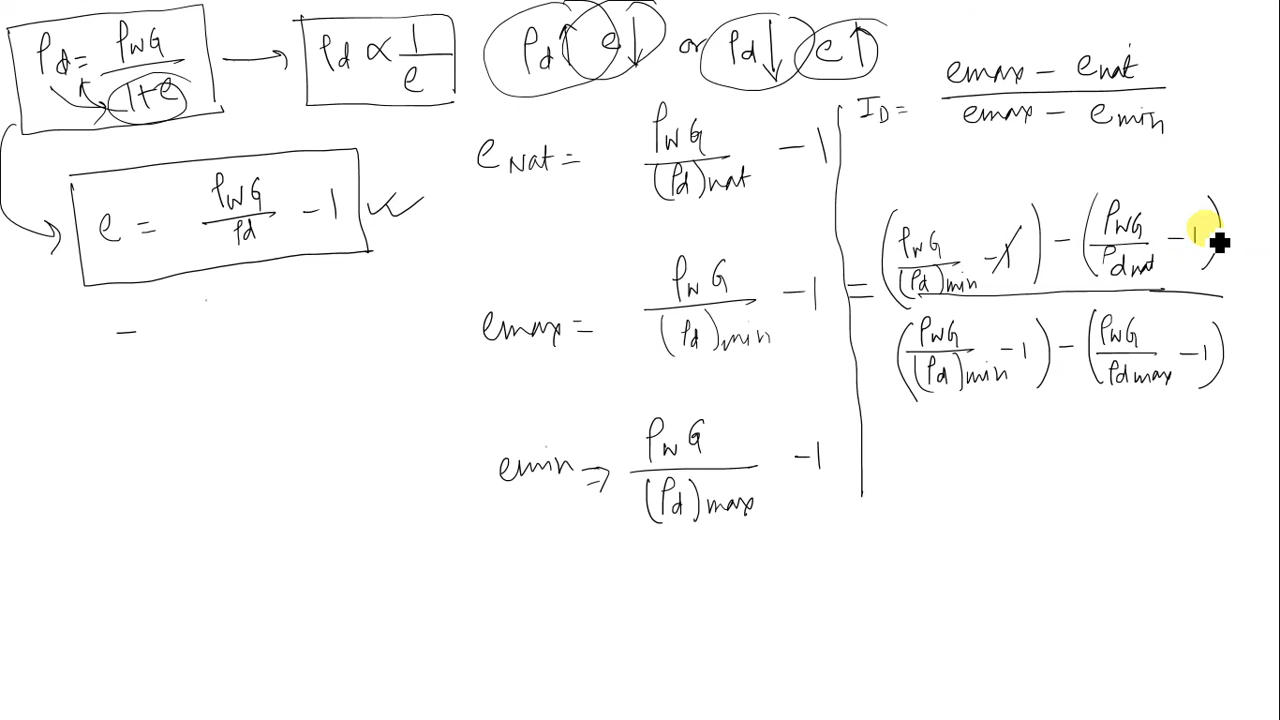 ρd = ρwG / 1+e → ρd ∝ 1/e
ρd↑ e↓ or ρd↓ e↑
e = ρwG / ρd − 1 ✓✓
−
eNat = ρwG / (ρd)nat − 1
emax = ρwG / (ρd)min − 1
emin ⇒ ρwG / (ρd)max − 1
ID = emax − enat / emax − emin
= (ρwG / (ρd)min − 1) − (ρwG / ρdnat − 1)
(ρwG / (ρd)min − 1) − (ρwG / ρdmax − 1)